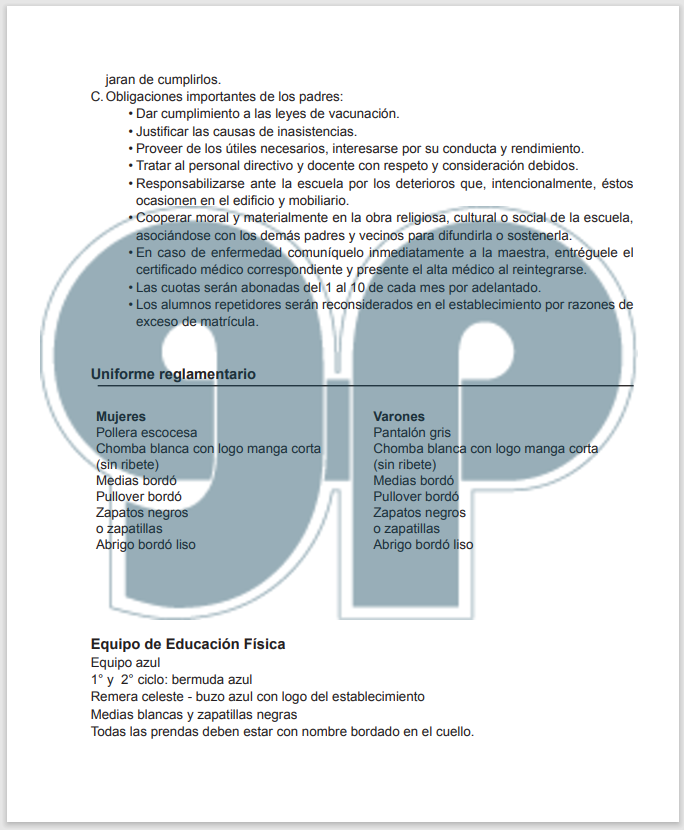 jaran de cumplirlos.
C. Obligaciones importantes de los padres:
• Dar cumplimiento a las leyes de vacunación.
• Justificar las causas de inasistencias.
• Proveer de los útiles necesarios, interesarse por su conducta y rendimiento.
• Tratar al personal directivo y docente con respeto y consideración debidos.
• Responsabilizarse ante la escuela por los deterioros que, intencionalmente, éstos
ocasionen en el edificio y mobiliario.
• Cooperar moral y materialmente en la obra religiosa, cultural o social de la escuela,
asociándose con los demás padres y vecinos para difundirla o sostenerla.
• En caso de enfermedad comuníquelo inmediatamente a la maestra, entréguele el
certificado médico correspondiente y presente el alta médico al reintegrarse.
• Las cuotas serán abonadas del 1 al 10 de cada mes por adelantado.
• Los alumnos repetidores serán reconsiderados en el establecimiento por razones de
exceso de matrícula.
Uniforme reglamentario
Mujeres
Pollera escocesa
Chomba blanca con logo manga corta
(sin ribete)
Medias bordó
Pullover bordó
Zapatos negros
o zapatillas
Abrigo bordó liso
Varones
Pantalón gris
Chomba blanca con logo manga corta
(sin ribete)
Medias bordó
Pullover bordó
Zapatos negros
o zapatillas
Abrigo bordó liso
gp
Equipo de Educación Física
Equipo azul
1° y 2° ciclo: bermuda azul
Remera celeste - buzo azul con logo del establecimiento
Medias blancas y zapatillas negras
Todas las prendas deben estar con nombre bordado en el cuello.